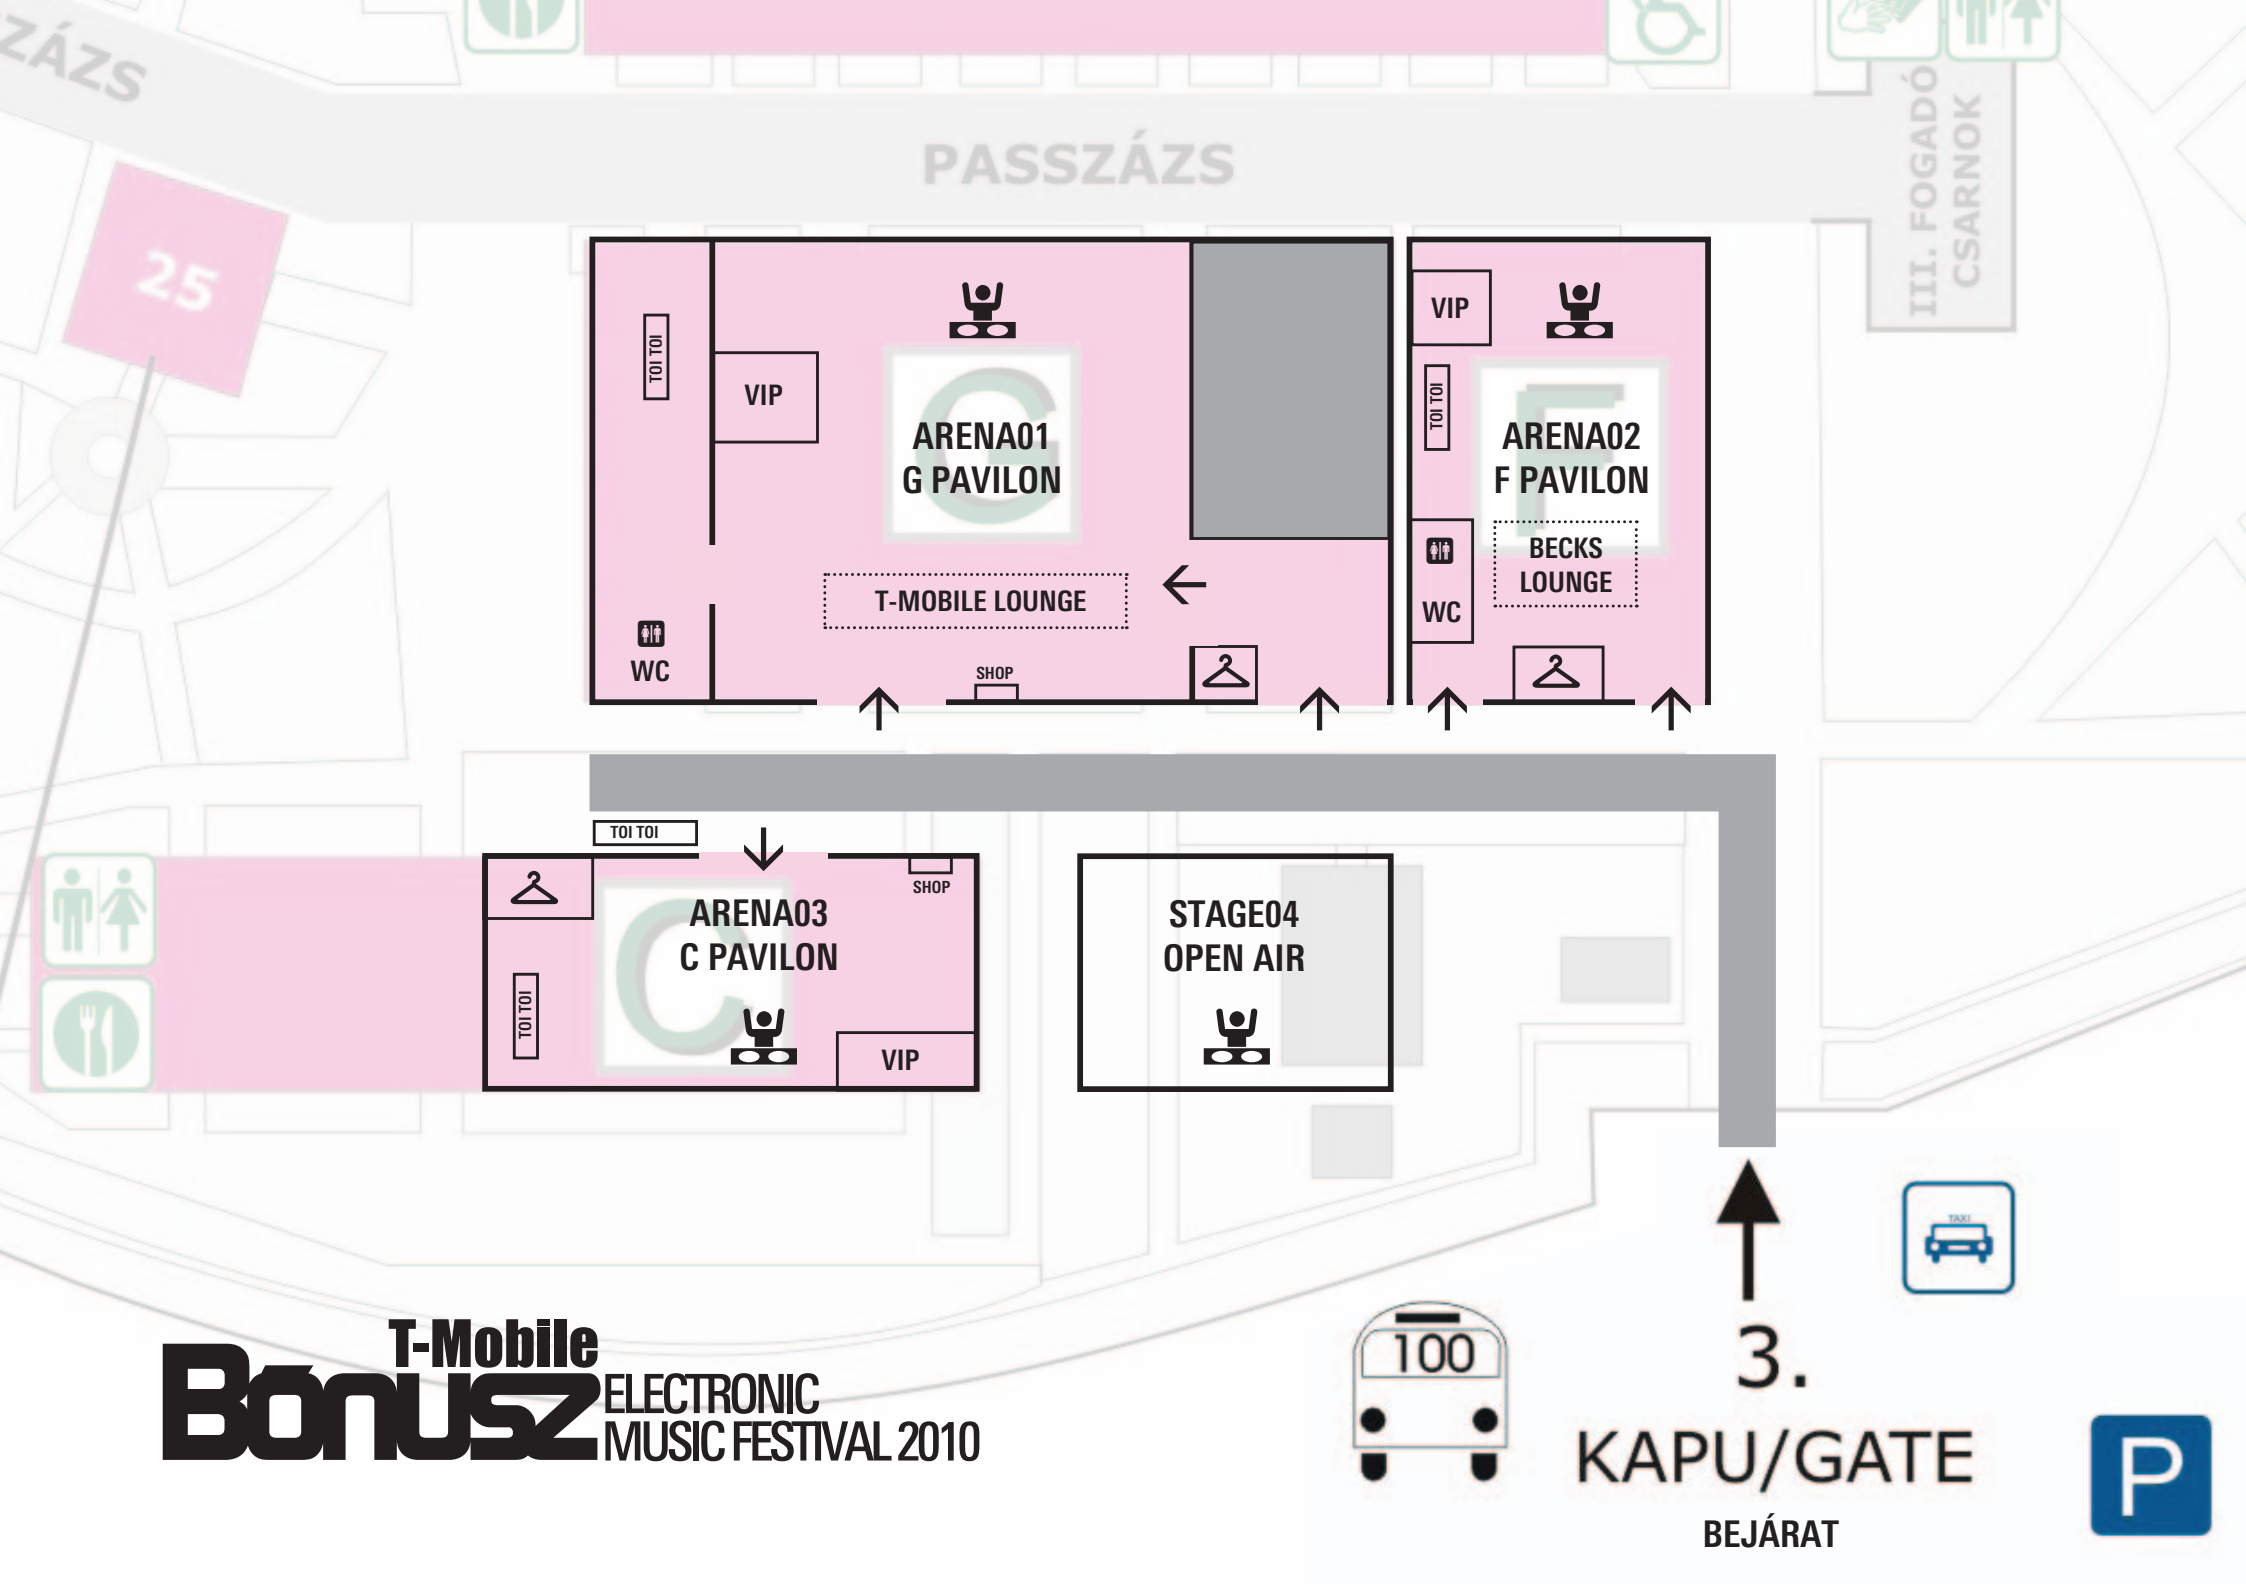 ZÁZS
PASSZÁZS
III. FOGADÓ
CSARNOK
25
TOI TOI
VIP
G
ARENA01
G PAVILON
T-MOBILE LOUNGE
WC
SHOP
VIP
TOI TOI
F
ARENA02
F PAVILON
BECKS
LOUNGE
WC
TOI TOI
SHOP
C
ARENA03
C PAVILON
TOI TOI
VIP
STAGE04
OPEN AIR
TAXI
100
3.
KAPU/GATE
BEJÁRAT
P
T-Mobile
Bónusz
ELECTRONIC
MUSIC FESTIVAL 2010